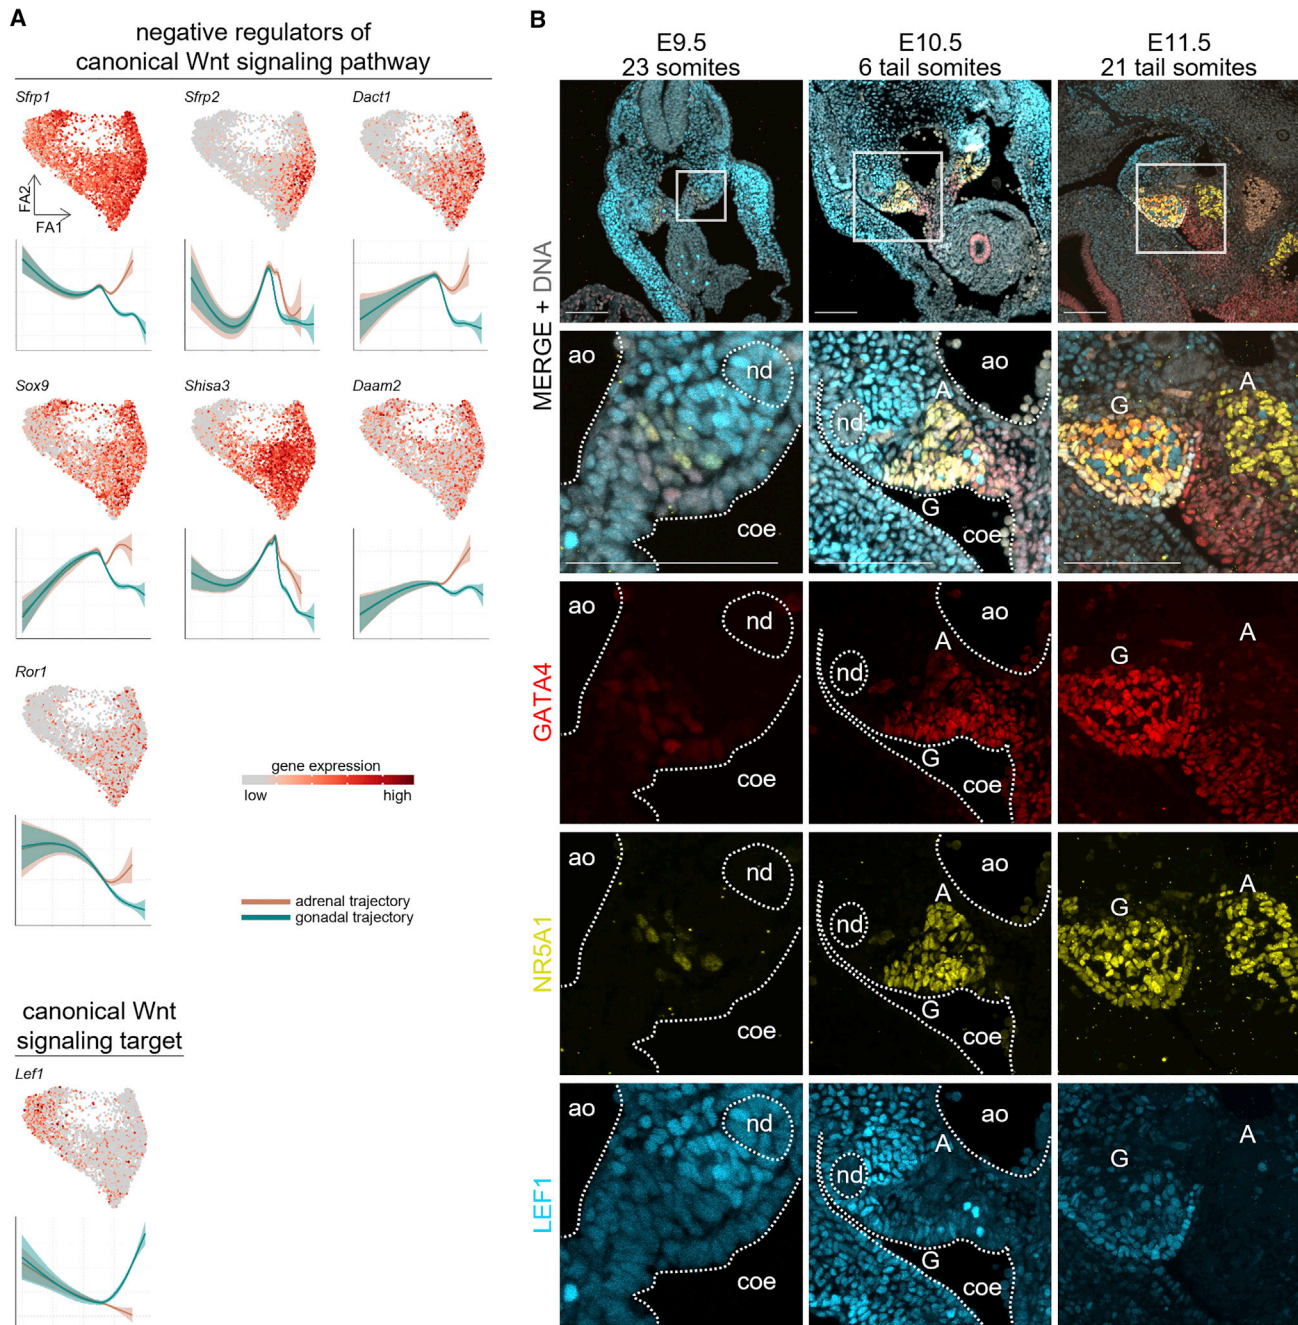 A
negative regulators of
canonical Wnt signaling pathway
Sfrp1
Sfrp2
Dact1
FA2
FA1
Sox9
Shisa3
Daam2
Ror1
gene expression
low high
adrenal trajectory
gonadal trajectory
canonical Wnt
signaling target
Lef1
B
E9.5
23 somites
E10.5
6 tail somites
E11.5
21 tail somites
MERGE + DNA
ao
nd
coe
nd
A
ao
G
coe
G
A
GATA4
ao
nd
coe
nd
A
ao
G
coe
G
A
NR5A1
ao
nd
coe
nd
A
ao
G
coe
G
A
LEF1
ao
nd
coe
nd
A
ao
G
coe
G
A